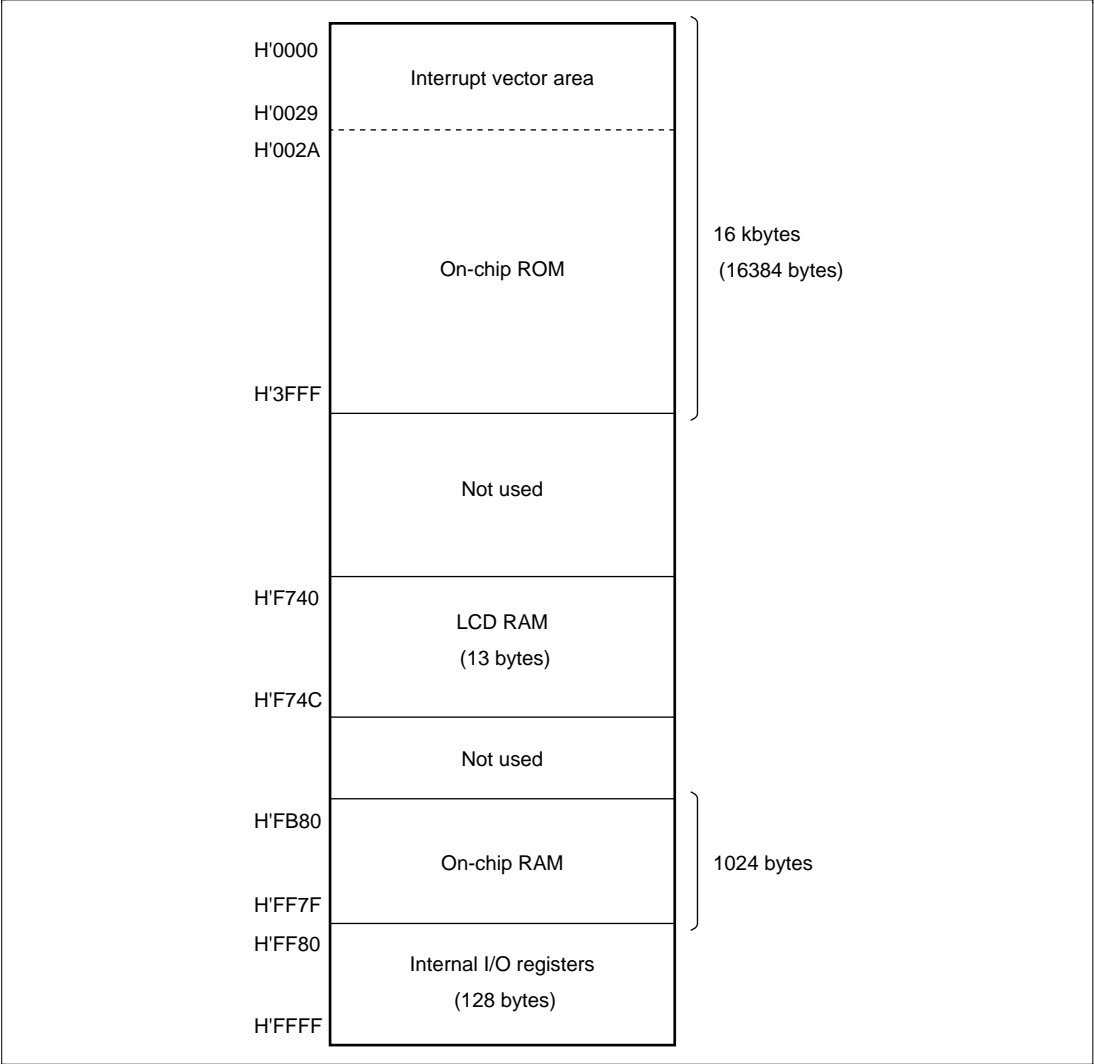 H'0000
Interrupt vector area
H'0029
H'002A
16 kbytes
(16384 bytes)
On-chip ROM
H'3FFF
Not used
H'F740
LCD RAM
(13 bytes)
H'F74C
Not used
H'FB80
On-chip RAM
1024 bytes
H'FF7F
H'FF80
Internal I/O registers
(128 bytes)
H'FFFF